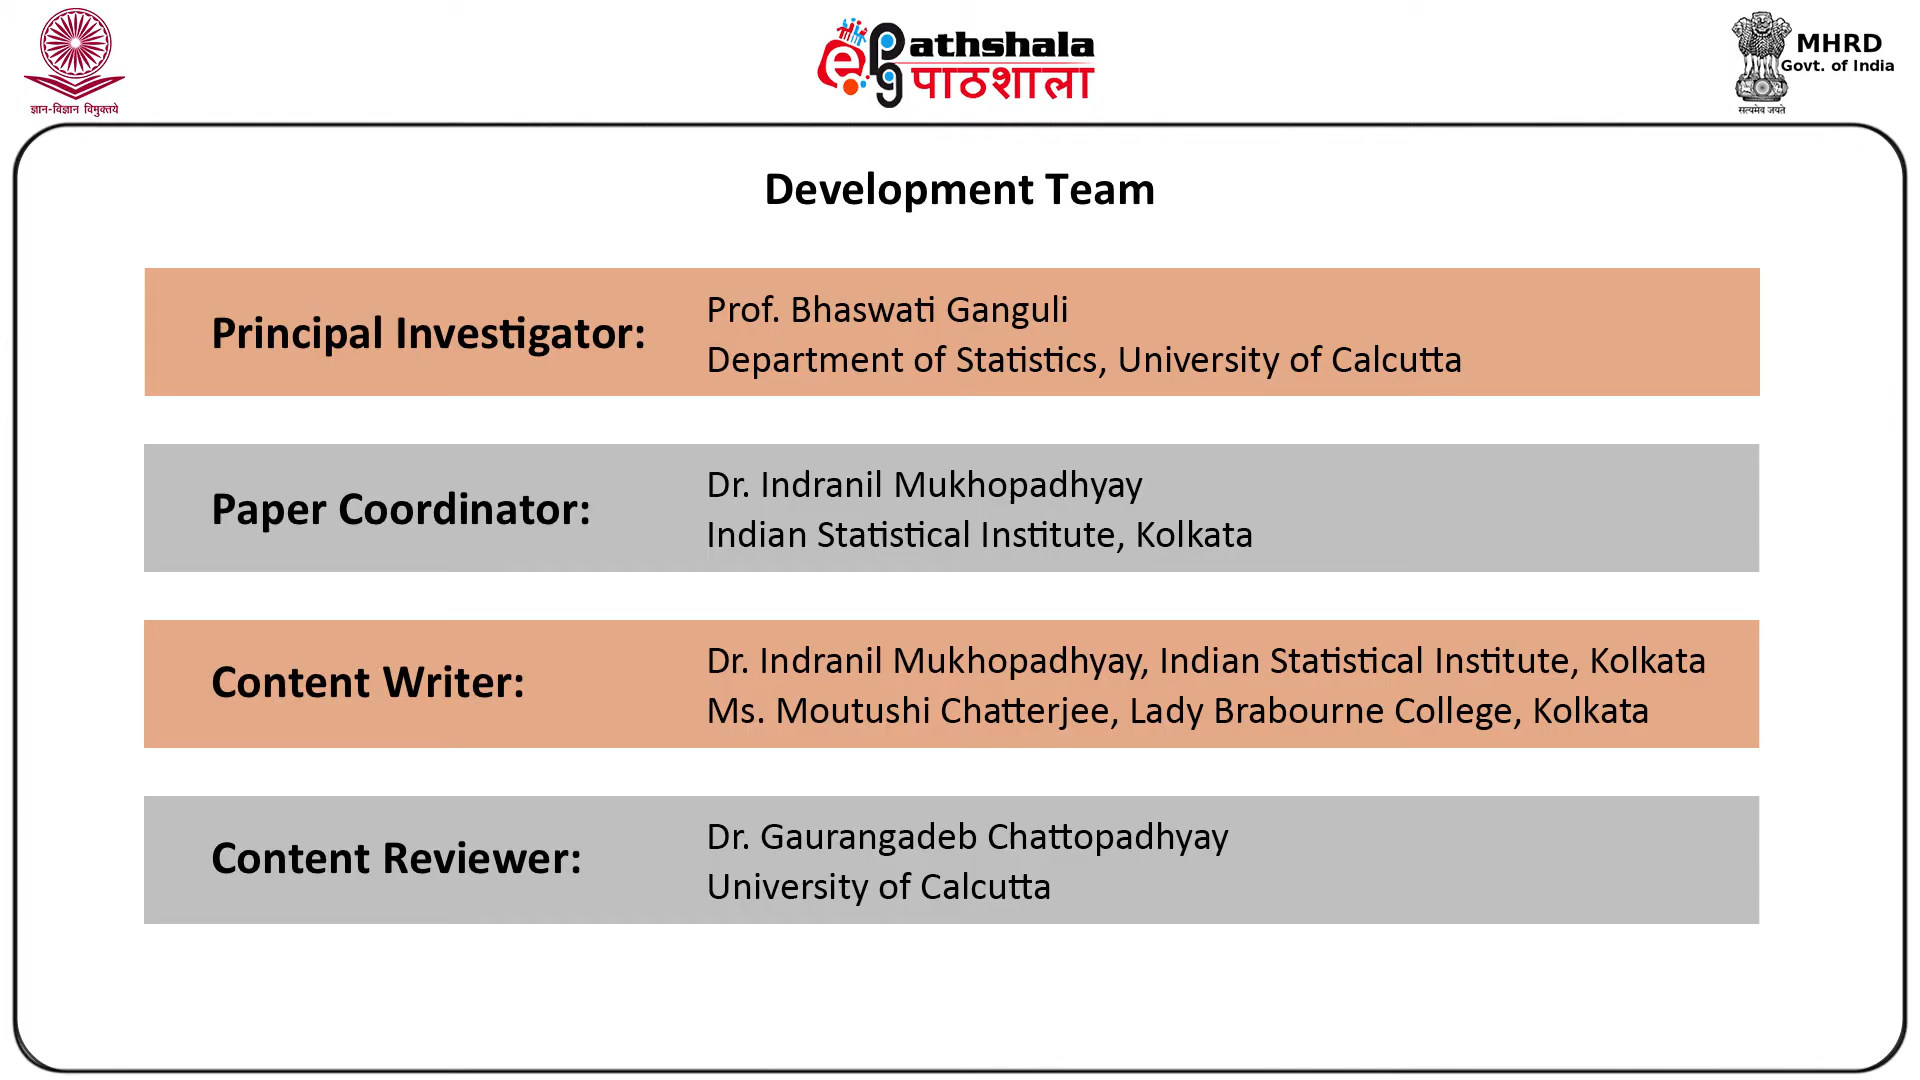 ज्ञान-विज्ञान विमुक्तये
e pg Pathshala
पाठशाला
MHRD
Govt. of India
सत्यमेव जयते
Development Team
Principal Investigator:
Prof. Bhaswati Ganguli
Department of Statistics, University of Calcutta
Paper Coordinator:
Dr. Indranil Mukhopadhyay
Indian Statistical Institute, Kolkata
Content Writer:
Dr. Indranil Mukhopadhyay, Indian Statistical Institute, Kolkata
Ms. Moutushi Chatterjee, Lady Brabourne College, Kolkata
Content Reviewer:
Dr. Gaurangadeb Chattopadhyay
University of Calcutta